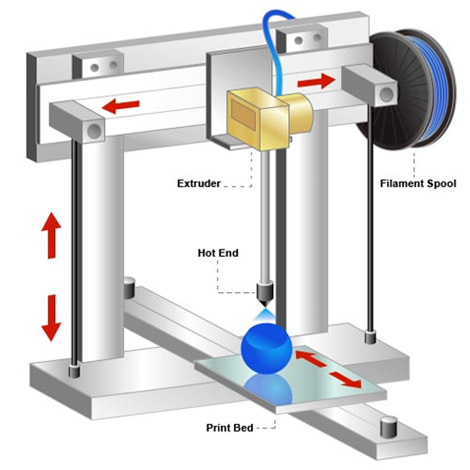 Extruder
Filament Spool
Hot End
Print Bed